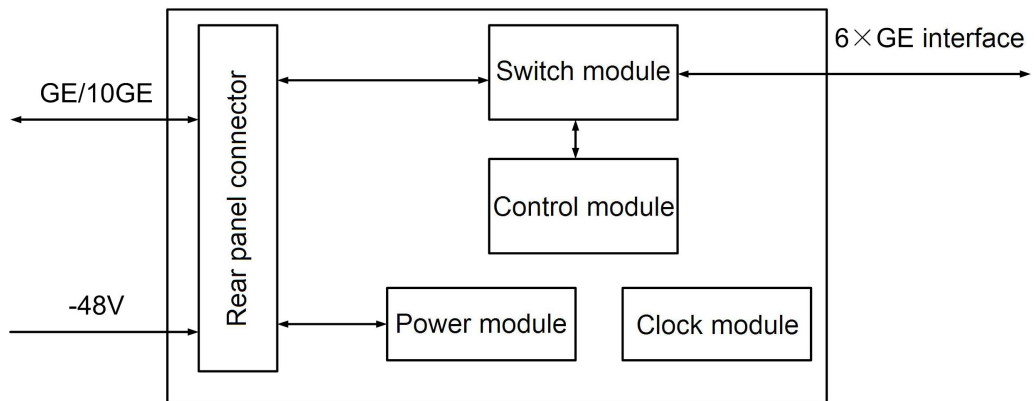 6×GE interface
Switch module
GE/10GE
Rear panel connector
Control module
-48V
Power module
Clock module